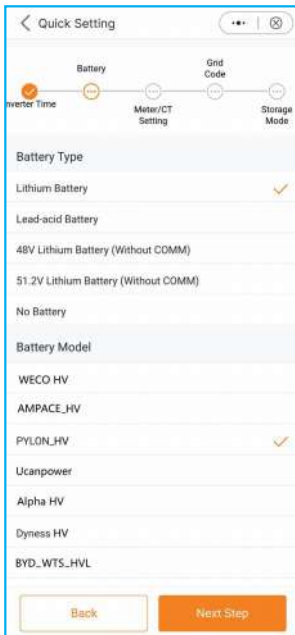 Quick Setting
Battery
Grid
Code
nverter Time
Meter/CT
Setting
Storage
Mode
Battery Type
Lithium Battery
Lead-acid Battery
48V Lithium Battery (Without COMM)
51.2V Lithium Battery (Without COMM)
No Battery
Battery Model
WECO HV
AMPACE_HV
PYLON_HV
Ucanpower
Alpha HV
Dyness HV
BYD_WTS_HVL
Back
Next Step